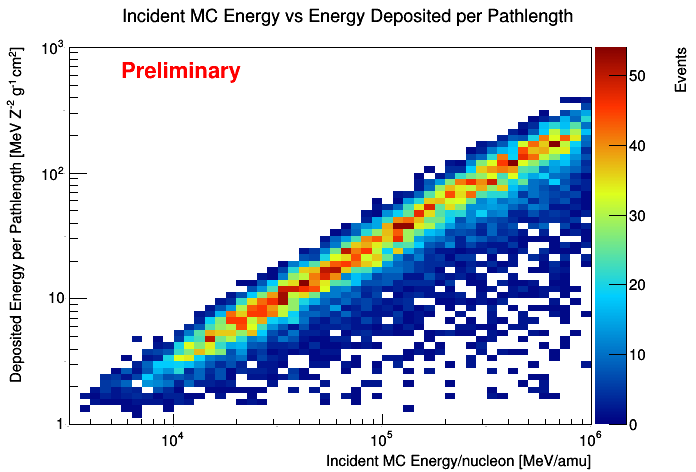 Incident MC Energy vs Energy Deposited per Pathlength
Preliminary
Deposited Energy per Pathlength [MeV Z⁻² g⁻¹ cm²]
10³
10²
10
1
10⁴
10⁵
10⁶
Incident MC Energy/nucleon [MeV/amu]
Events
50
40
30
20
10
0